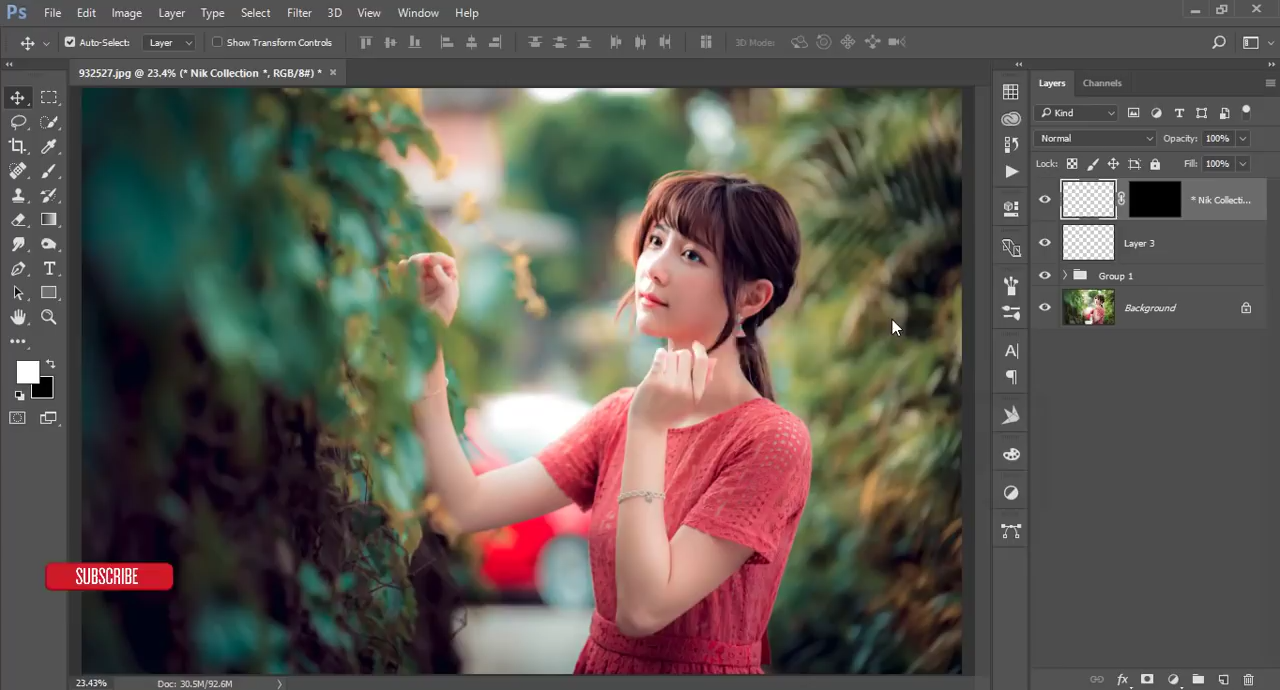 Ps File Edit Image Layer Type Select Filter 3D View Window Help
Auto-Select: Layer Show Transform Controls 3D Mode:
932527.jpg @ 23.4% (* Nik Collection *, RGB/8#) * ×
Layers Channels
Kind
Normal Opacity: 100%
Lock: Fill: 100%
* Nik Collecti...
Layer 3
Group 1
Background
SUBSCRIBE
23.43% Doc: 30.5M/92.6M